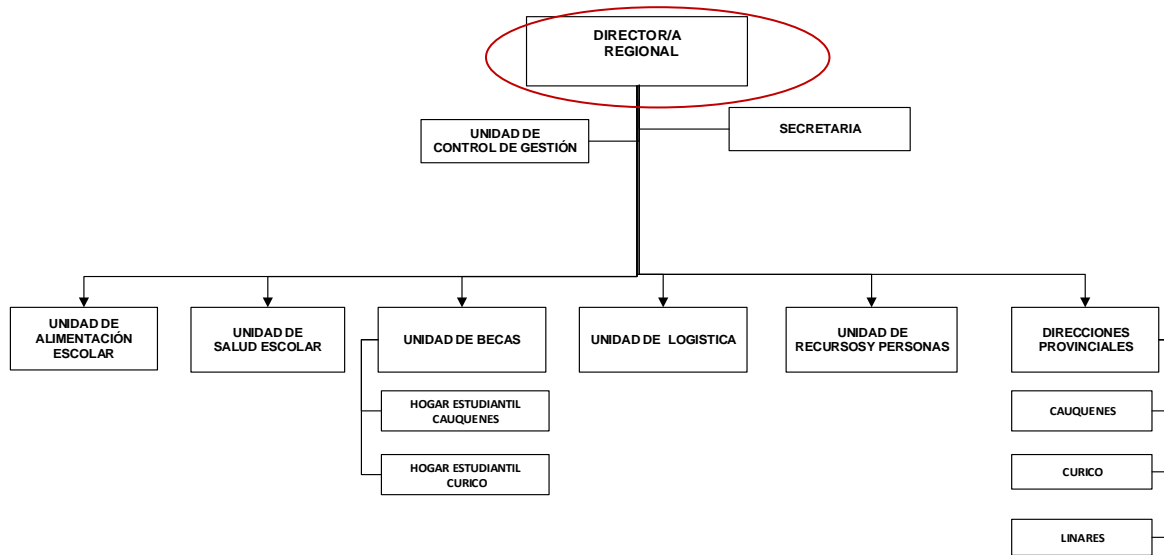 DIRECTOR/A
REGIONAL
UNIDAD DE
CONTROL DE GESTIÓN
SECRETARIA
UNIDAD DE
ALIMENTACIÓN
ESCOLAR
UNIDAD DE
SALUD ESCOLAR
UNIDAD DE BECAS
UNIDAD DE LOGISTICA
UNIDAD DE
RECURSOSY PERSONAS
DIRECCIONES
PROVINCIALES
HOGAR ESTUDIANTIL
CAUQUENES
HOGAR ESTUDIANTIL
CURICO
CAUQUENES
CURICO
LINARES